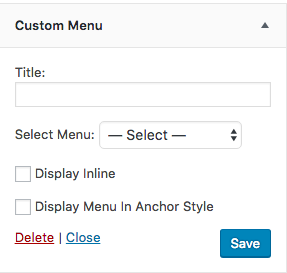 Custom Menu
Title:
Select Menu: — Select —
Display Inline
Display Menu In Anchor Style
Delete | Close Save